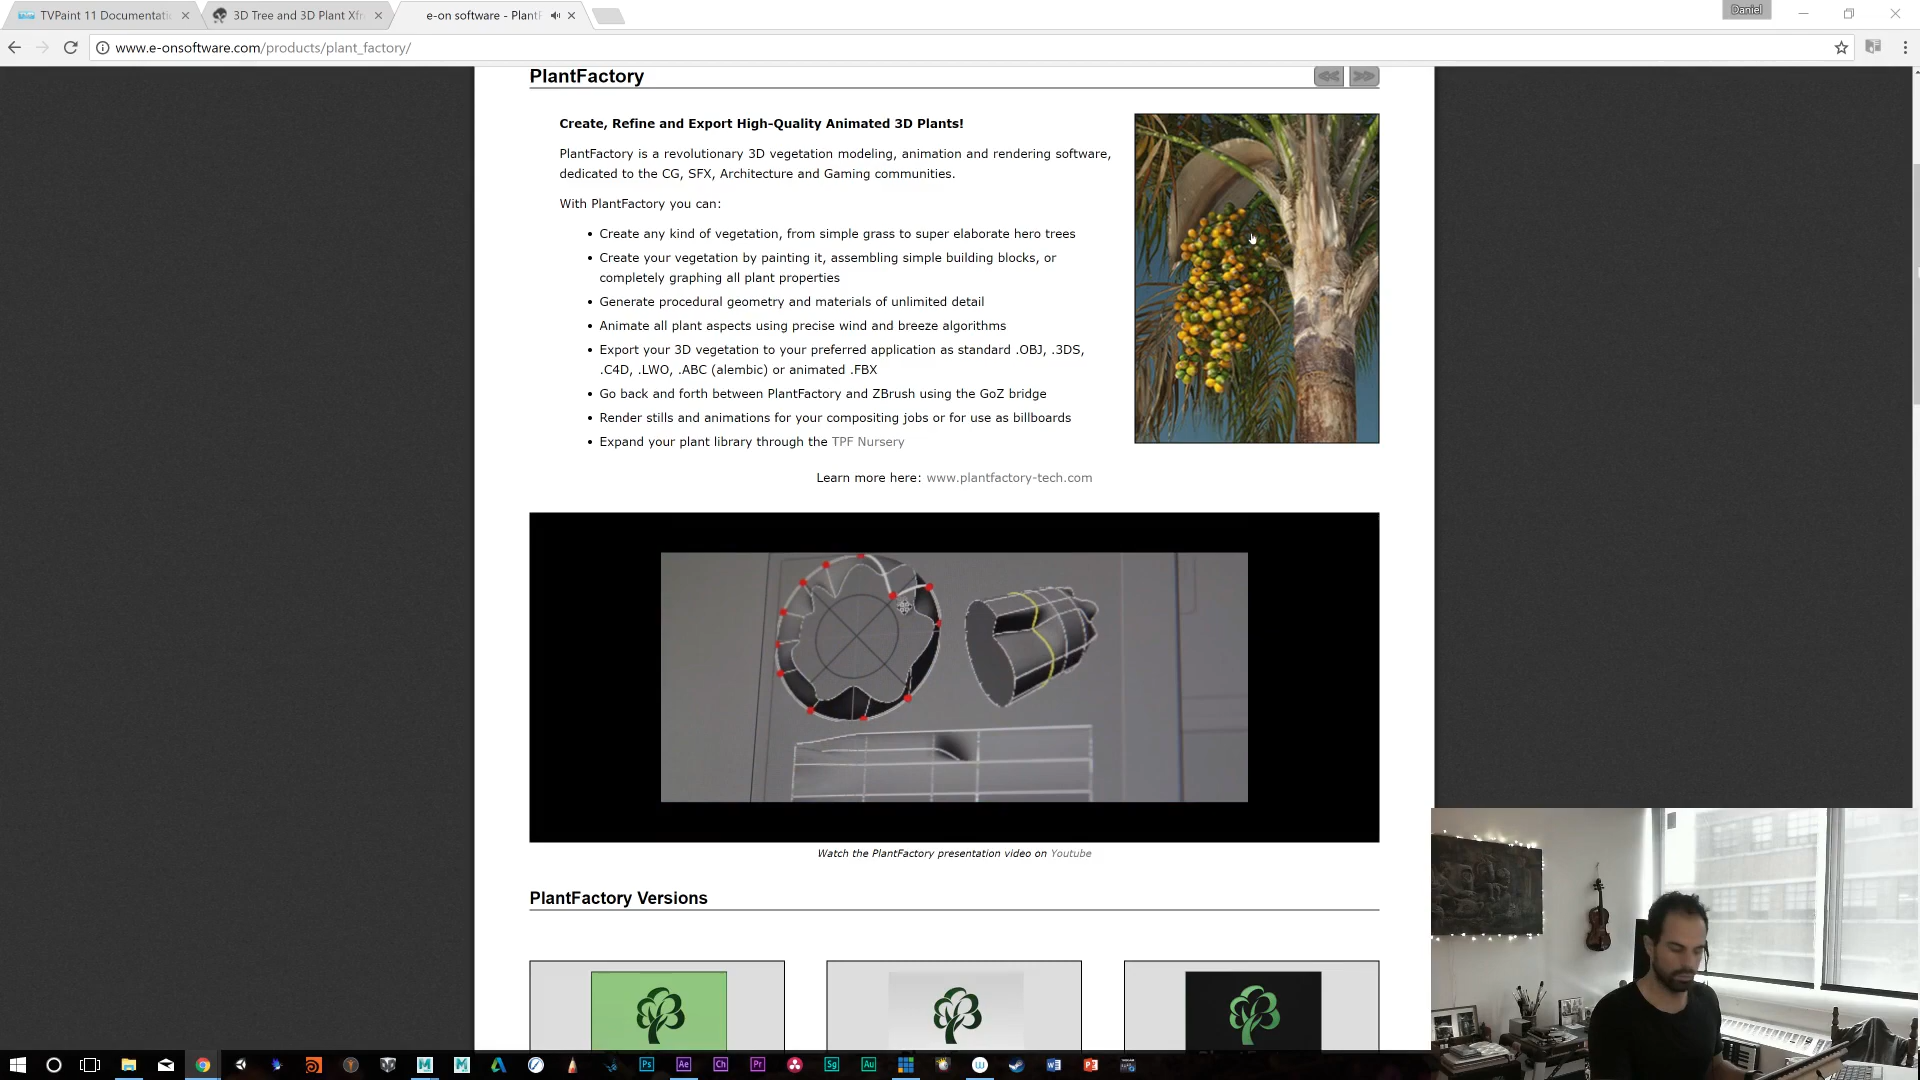 TVPaint 11 Documentati
3D Tree and 3D Plant Xfr
e-on software - PlantF
Daniel
www.e-onsoftware.com/products/plant_factory/
PlantFactory
Create, Refine and Export High-Quality Animated 3D Plants!
PlantFactory is a revolutionary 3D vegetation modeling, animation and rendering software,
dedicated to the CG, SFX, Architecture and Gaming communities.
With PlantFactory you can:
• Create any kind of vegetation, from simple grass to super elaborate hero trees
• Create your vegetation by painting it, assembling simple building blocks, or
completely graphing all plant properties
• Generate procedural geometry and materials of unlimited detail
• Animate all plant aspects using precise wind and breeze algorithms
• Export your 3D vegetation to your preferred application as standard .OBJ, .3DS,
.C4D, .LWO, .ABC (alembic) or animated .FBX
• Go back and forth between PlantFactory and ZBrush using the GoZ bridge
• Render stills and animations for your compositing jobs or for use as billboards
• Expand your plant library through the TPF Nursery
Learn more here: www.plantfactory-tech.com
Watch the PlantFactory presentation video on Youtube
PlantFactory Versions
M M Ps Ae Ch Pr Sg Au W P